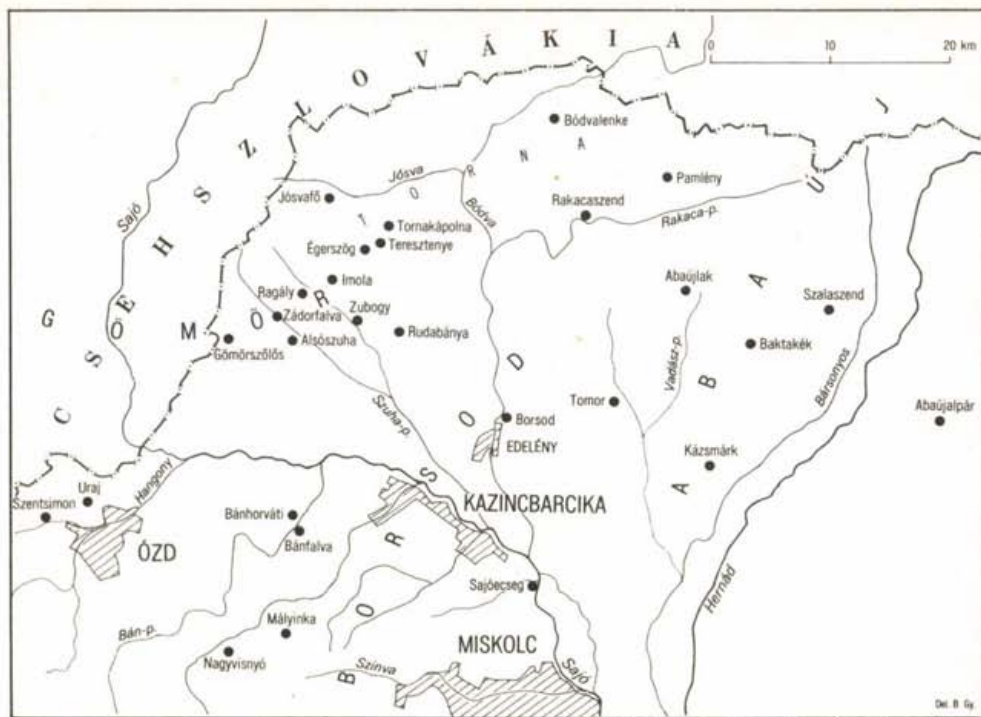 CSEHSZLOVÁKIA
0 10 20 km
Bódvalenke
TORNA
Jósva
Pamlény
Jósvafő
Bódva
Rakacaszend
Rakaca-p.
Sajó
Tornakápolna
Teresztenye
Égerszög
ABAÚJ
Imola
Abaújlak
Ragály
Szalaszend
GÖMÖR
Zádorfalva
Zubogy
Rudabánya
Gömörszőlős
Alsószuha
Vadász-p.
Baktakék
Bársonyos
Szuha-p.
Tomor
Borsod
Abaújalpár
EDELÉNY
BORSOD
Kázsmárk
Hangony
Uraj
Szentsimon
KAZINCBARCIKA
Bánhorváti
Bánfalva
ÓZD
Sajóecseg
Hernád
Bán-p.
Mályinka
MISKOLC
Nagyvisnyó
Szinva
Sajó
Del. B. Gy.